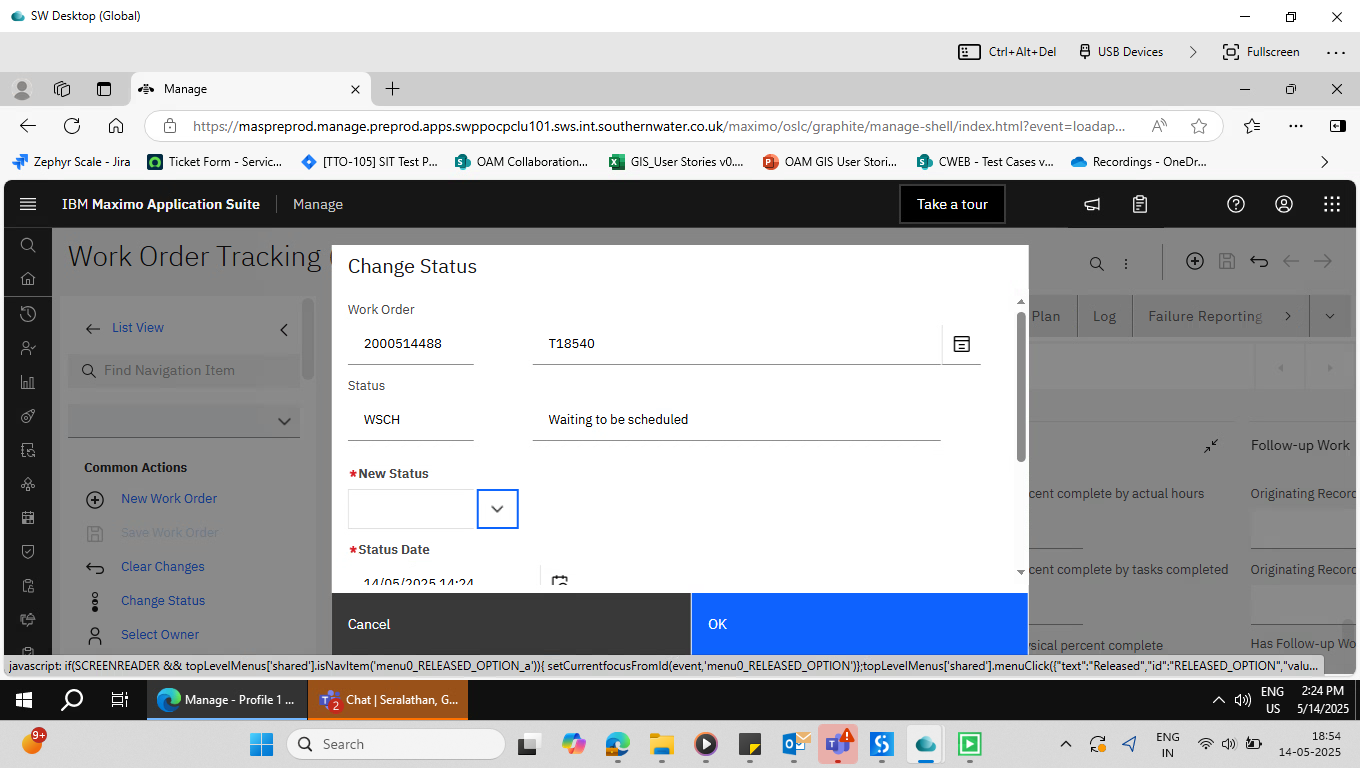 SW Desktop (Global)
Ctrl+Alt+Del
USB Devices
Fullscreen
Manage
https://maspreprod.manage.preprod.apps.swppocpclu101.sws.int.southernwater.co.uk/maximo/oslc/graphite/manage-shell/index.html?event=loadap...
Zephyr Scale - Jira
Ticket Form - Servic...
[TTO-105] SIT Test P...
OAM Collaboration...
GIS_User Stories v0....
OAM GIS User Stori...
CWEB - Test Cases v...
Recordings - OneDr...
IBM Maximo Application Suite
Manage
Take a tour
Work Order Tracking
List View
Find Navigation Item
Common Actions
New Work Order
Save Work Order
Clear Changes
Change Status
Select Owner
Change Status
Work Order
2000514488
T18540
Status
WSCH
Waiting to be scheduled
*New Status
*Status Date
14/05/2025 14:24
Cancel
OK
Plan
Log
Failure Reporting
Follow-up Work
cent complete by actual hours
Originating Record
cent complete by tasks completed
Originating Record
ysical percent complete
Has Follow-up Wo
javascript: if(SCREENREADER && topLevelMenus['shared'].isNavItem('menu0_RELEASED_OPTION_a')){ setCurrentfocusFromId(event,'menu0_RELEASED_OPTION')};topLevelMenus['shared'].menuClick({"text":"Released","id":"RELEASED_OPTION","valu...
Manage - Profile 1 ...
2
Chat | Seralathan, G...
ENG
US
2:24 PM
5/14/2025
9+
Search
ENG
IN
18:54
14-05-2025